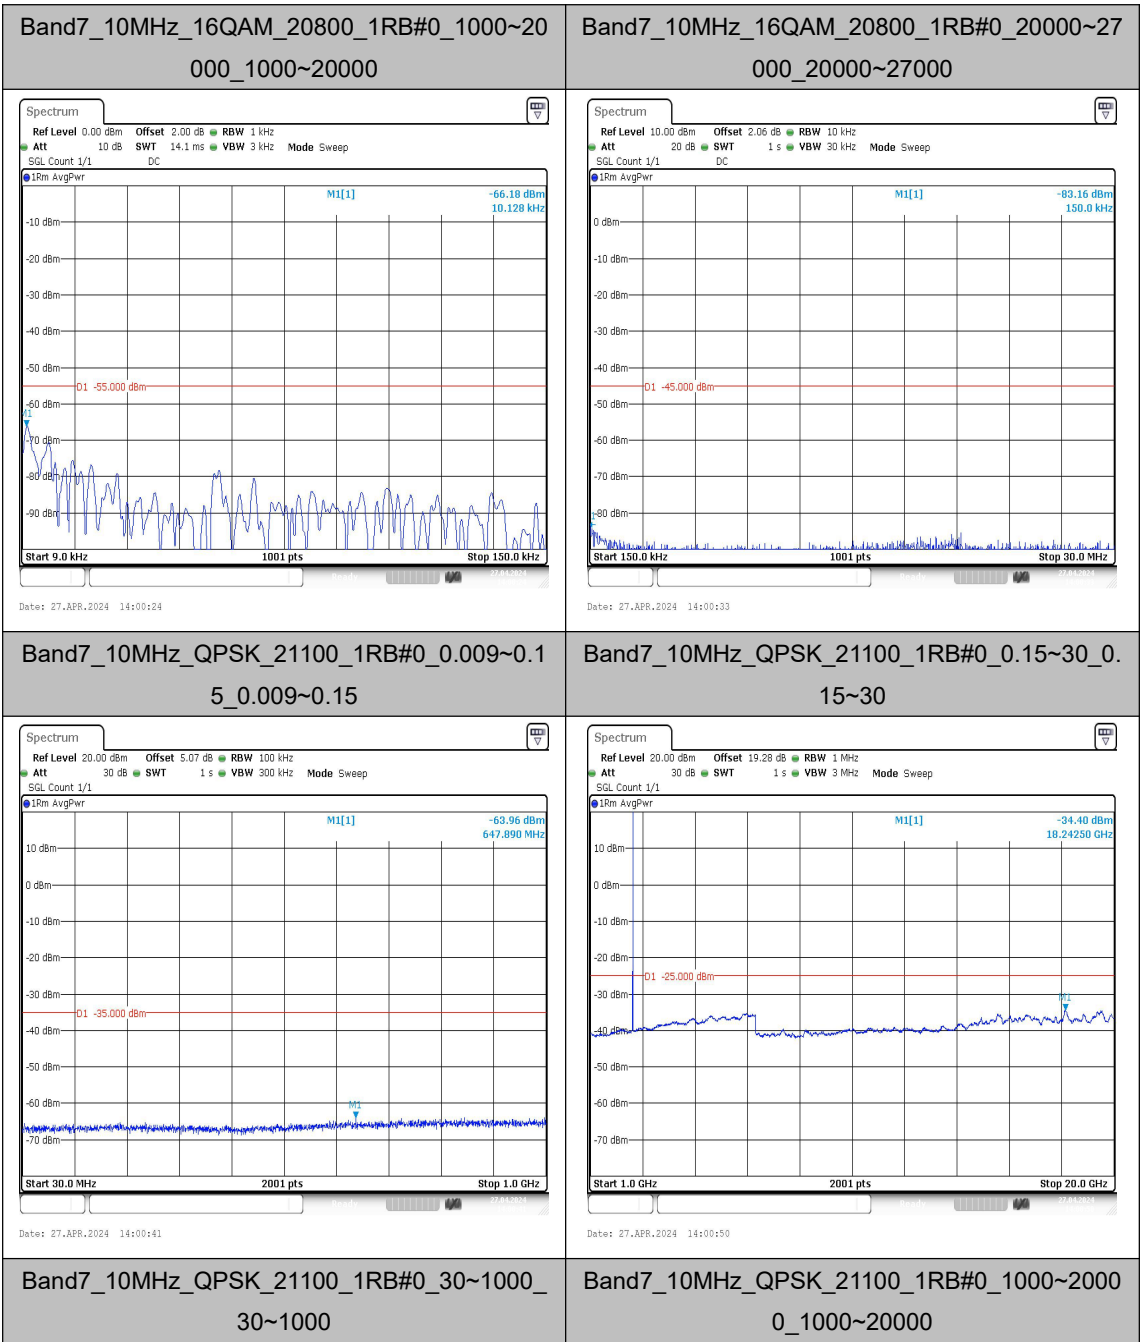 Band7_10MHz_16QAM_20800_1RB#0_1000~20
000_1000~20000
Band7_10MHz_16QAM_20800_1RB#0_20000~27
000_20000~27000
Spectrum
Ref Level 0.00 dBm Offset 2.00 dB RBW 1 kHz
Att 10 dB SWT 14.1 ms VBW 3 kHz Mode Sweep
SGL Count 1/1 DC
1Rm AvgPwr
M1[1] -66.18 dBm
10.128 kHz
-10 dBm
-20 dBm
-30 dBm
-40 dBm
-50 dBm
D1 -55.000 dBm
-60 dBm
M1
-70 dBm
-80 dBm
-90 dBm
Start 9.0 kHz 1001 pts Stop 150.0 kHz
27.04.2024
Date: 27.APR.2024 14:00:24
Spectrum
Ref Level 10.00 dBm Offset 2.06 dB RBW 10 kHz
Att 20 dB SWT 1 s VBW 30 kHz Mode Sweep
SGL Count 1/1 DC
1Rm AvgPwr
M1[1] -83.16 dBm
150.0 kHz
0 dBm
-10 dBm
-20 dBm
-30 dBm
-40 dBm
D1 -45.000 dBm
-50 dBm
-60 dBm
-70 dBm
-80 dBm
Start 150.0 kHz 1001 pts Stop 30.0 MHz
27.04.2024
Date: 27.APR.2024 14:00:33
Band7_10MHz_QPSK_21100_1RB#0_0.009~0.1
5_0.009~0.15
Band7_10MHz_QPSK_21100_1RB#0_0.15~30_0.
15~30
Spectrum
Ref Level 20.00 dBm Offset 5.07 dB RBW 100 kHz
Att 30 dB SWT 1 s VBW 300 kHz Mode Sweep
SGL Count 1/1
1Rm AvgPwr
M1[1] -63.96 dBm
647.890 MHz
10 dBm
0 dBm
-10 dBm
-20 dBm
-30 dBm
D1 -35.000 dBm
-40 dBm
-50 dBm
-60 dBm
M1
-70 dBm
Start 30.0 MHz 2001 pts Stop 1.0 GHz
27.04.2024
Date: 27.APR.2024 14:00:41
Spectrum
Ref Level 20.00 dBm Offset 19.28 dB RBW 1 MHz
Att 30 dB SWT 1 s VBW 3 MHz Mode Sweep
SGL Count 1/1
1Rm AvgPwr
M1[1] -34.40 dBm
18.24250 GHz
10 dBm
0 dBm
-10 dBm
-20 dBm
D1 -25.000 dBm
-30 dBm
M1
-40 dBm
-50 dBm
-60 dBm
-70 dBm
Start 1.0 GHz 2001 pts Stop 20.0 GHz
27.04.2024
Date: 27.APR.2024 14:00:50
Band7_10MHz_QPSK_21100_1RB#0_30~1000_
30~1000
Band7_10MHz_QPSK_21100_1RB#0_1000~2000
0_1000~20000